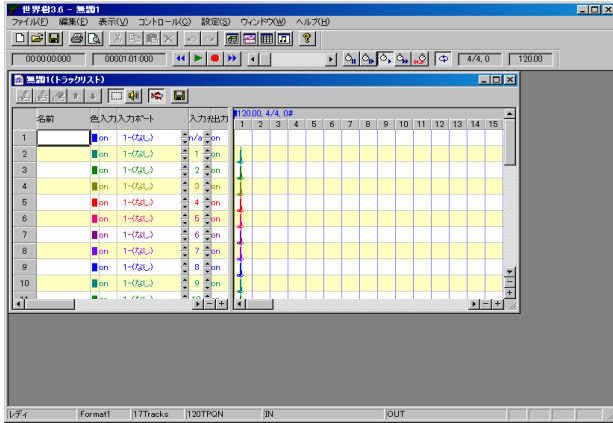 世界樹3.6 - 無題1
ファイル(F) 編集(E) 表示(V) コントロール(C) 設定(S) ウィンドウ(W) ヘルプ(H)
00:00:00:000 00001:01:000 4/4, 0 120.00
無題1(トラックリスト)
名前 色 入力 入力ポート 入力 出力
120.00, 4/4, 0#
1 2 3 4 5 6 7 8 9 10 11 12 13 14 15
1 on 1-(なし) n/a on
2 on 1-(なし) 1 on
3 on 1-(なし) 2 on
4 on 1-(なし) 3 on
5 on 1-(なし) 4 on
6 on 1-(なし) 5 on
7 on 1-(なし) 6 on
8 on 1-(なし) 7 on
9 on 1-(なし) 8 on
10 on 1-(なし) 9 on
レディ Format1 17Tracks 120TPQN IN OUT